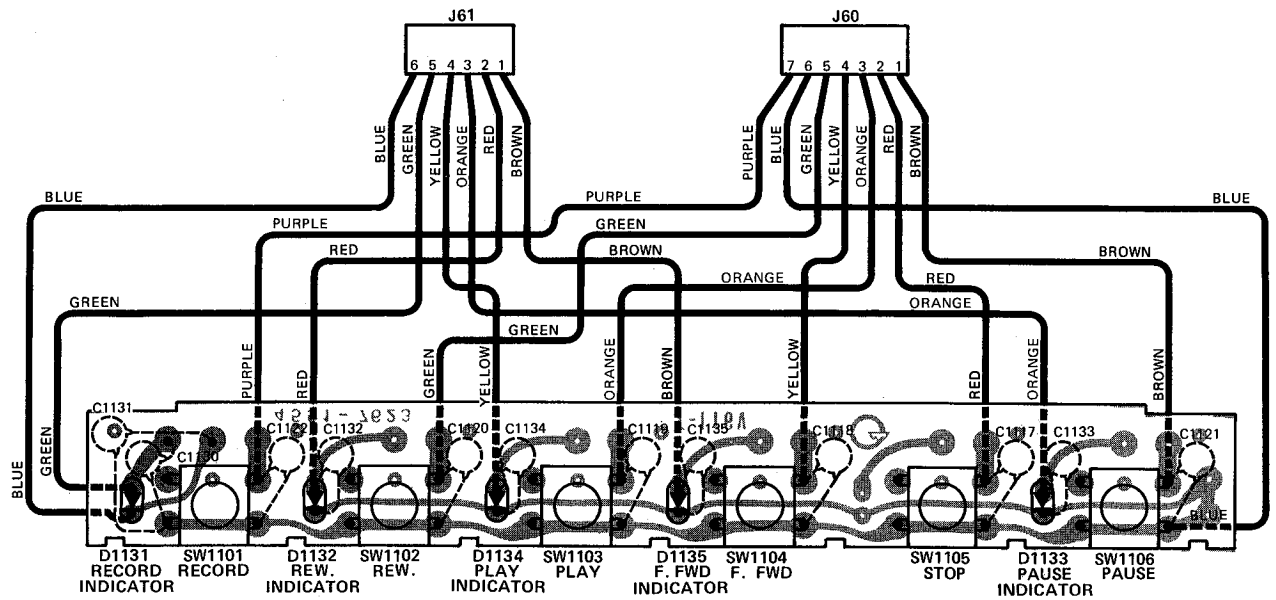 J61
J60
6 5 4 3 2 1
7 6 5 4 3 2 1
BLUE
GREEN
YELLOW
ORANGE
RED
BROWN
PURPLE
BLUE
GREEN
YELLOW
ORANGE
RED
BROWN
BLUE
PURPLE
BLUE
PURPLE
GREEN
RED
BROWN
BROWN
ORANGE
RED
GREEN
ORANGE
GREEN
PURPLE
RED
GREEN
YELLOW
ORANGE
BROWN
YELLOW
RED
ORANGE
BROWN
C1131
C1122
C1132
C1120
C1134
C1119
C1135
C1118
C1117
C1133
C1121
C1130
GREEN
BLUE
BLUE
D1131
RECORD
INDICATOR
SW1101
RECORD
D1132
REW.
INDICATOR
SW1102
REW.
D1134
PLAY
INDICATOR
SW1103
PLAY
D1135
F. FWD
INDICATOR
SW1104
F. FWD
SW1105
STOP
D1133
PAUSE
INDICATOR
SW1106
PAUSE